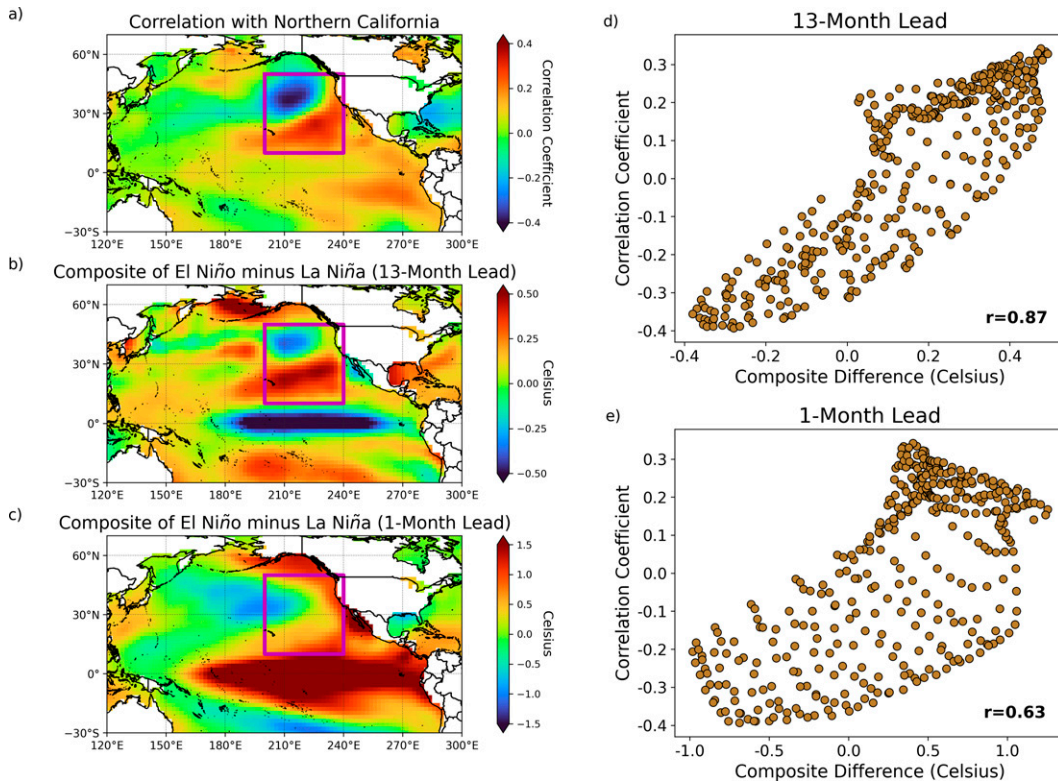 a)
Correlation with Northern California
60°N
30°N
0°
−30°S
120°E
150°E
180°E
210°E
240°E
270°E
300°E
0.4
0.2
0.0
−0.2
−0.4
Correlation Coefficient
b)
Composite of El Niño minus La Niña (13-Month Lead)
60°N
30°N
0°
−30°S
120°E
150°E
180°E
210°E
240°E
270°E
300°E
0.50
0.25
0.00
−0.25
−0.50
Celsius
c)
Composite of El Niño minus La Niña (1-Month Lead)
60°N
30°N
0°
−30°S
120°E
150°E
180°E
210°E
240°E
270°E
300°E
1.5
1.0
0.5
0.0
−0.5
−1.0
−1.5
Celsius
d)
13-Month Lead
Correlation Coefficient
0.3
0.2
0.1
0.0
-0.1
-0.2
-0.3
-0.4
r=0.87
-0.4
-0.2
0.0
0.2
0.4
Composite Difference (Celsius)
e)
1-Month Lead
Correlation Coefficient
0.3
0.2
0.1
0.0
-0.1
-0.2
-0.3
-0.4
r=0.63
-1.0
-0.5
0.0
0.5
1.0
Composite Difference (Celsius)